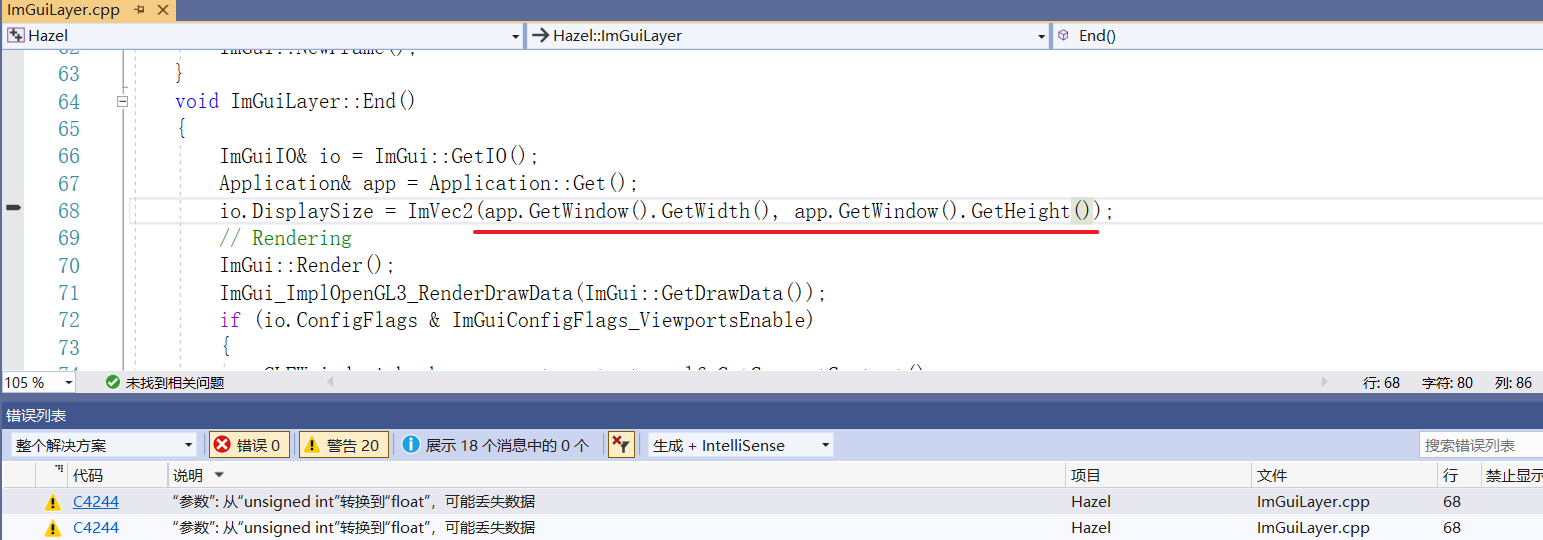 ImGuiLayer.cpp
Hazel Hazel::ImGuiLayer End()
62 ImGui::NewFrame();
63 }
64 void ImGuiLayer::End()
65 {
66 ImGuiIO& io = ImGui::GetIO();
67 Application& app = Application::Get();
68 io.DisplaySize = ImVec2(app.GetWindow().GetWidth(), app.GetWindow().GetHeight());
69 // Rendering
70 ImGui::Render();
71 ImGui_ImplOpenGL3_RenderDrawData(ImGui::GetDrawData());
72 if (io.ConfigFlags & ImGuiConfigFlags_ViewportsEnable)
73 {
105 % 未找到相关问题 行: 68 字符: 80 列: 86
错误列表
整个解决方案 错误 0 警告 20 展示 18 个消息中的 0 个 生成 + IntelliSense 搜索错误列表
代码 说明 项目 文件 行 禁止显示
C4244 “参数”: 从“unsigned int”转换到“float”，可能丢失数据 Hazel ImGuiLayer.cpp 68
C4244 “参数”: 从“unsigned int”转换到“float”，可能丢失数据 Hazel ImGuiLayer.cpp 68